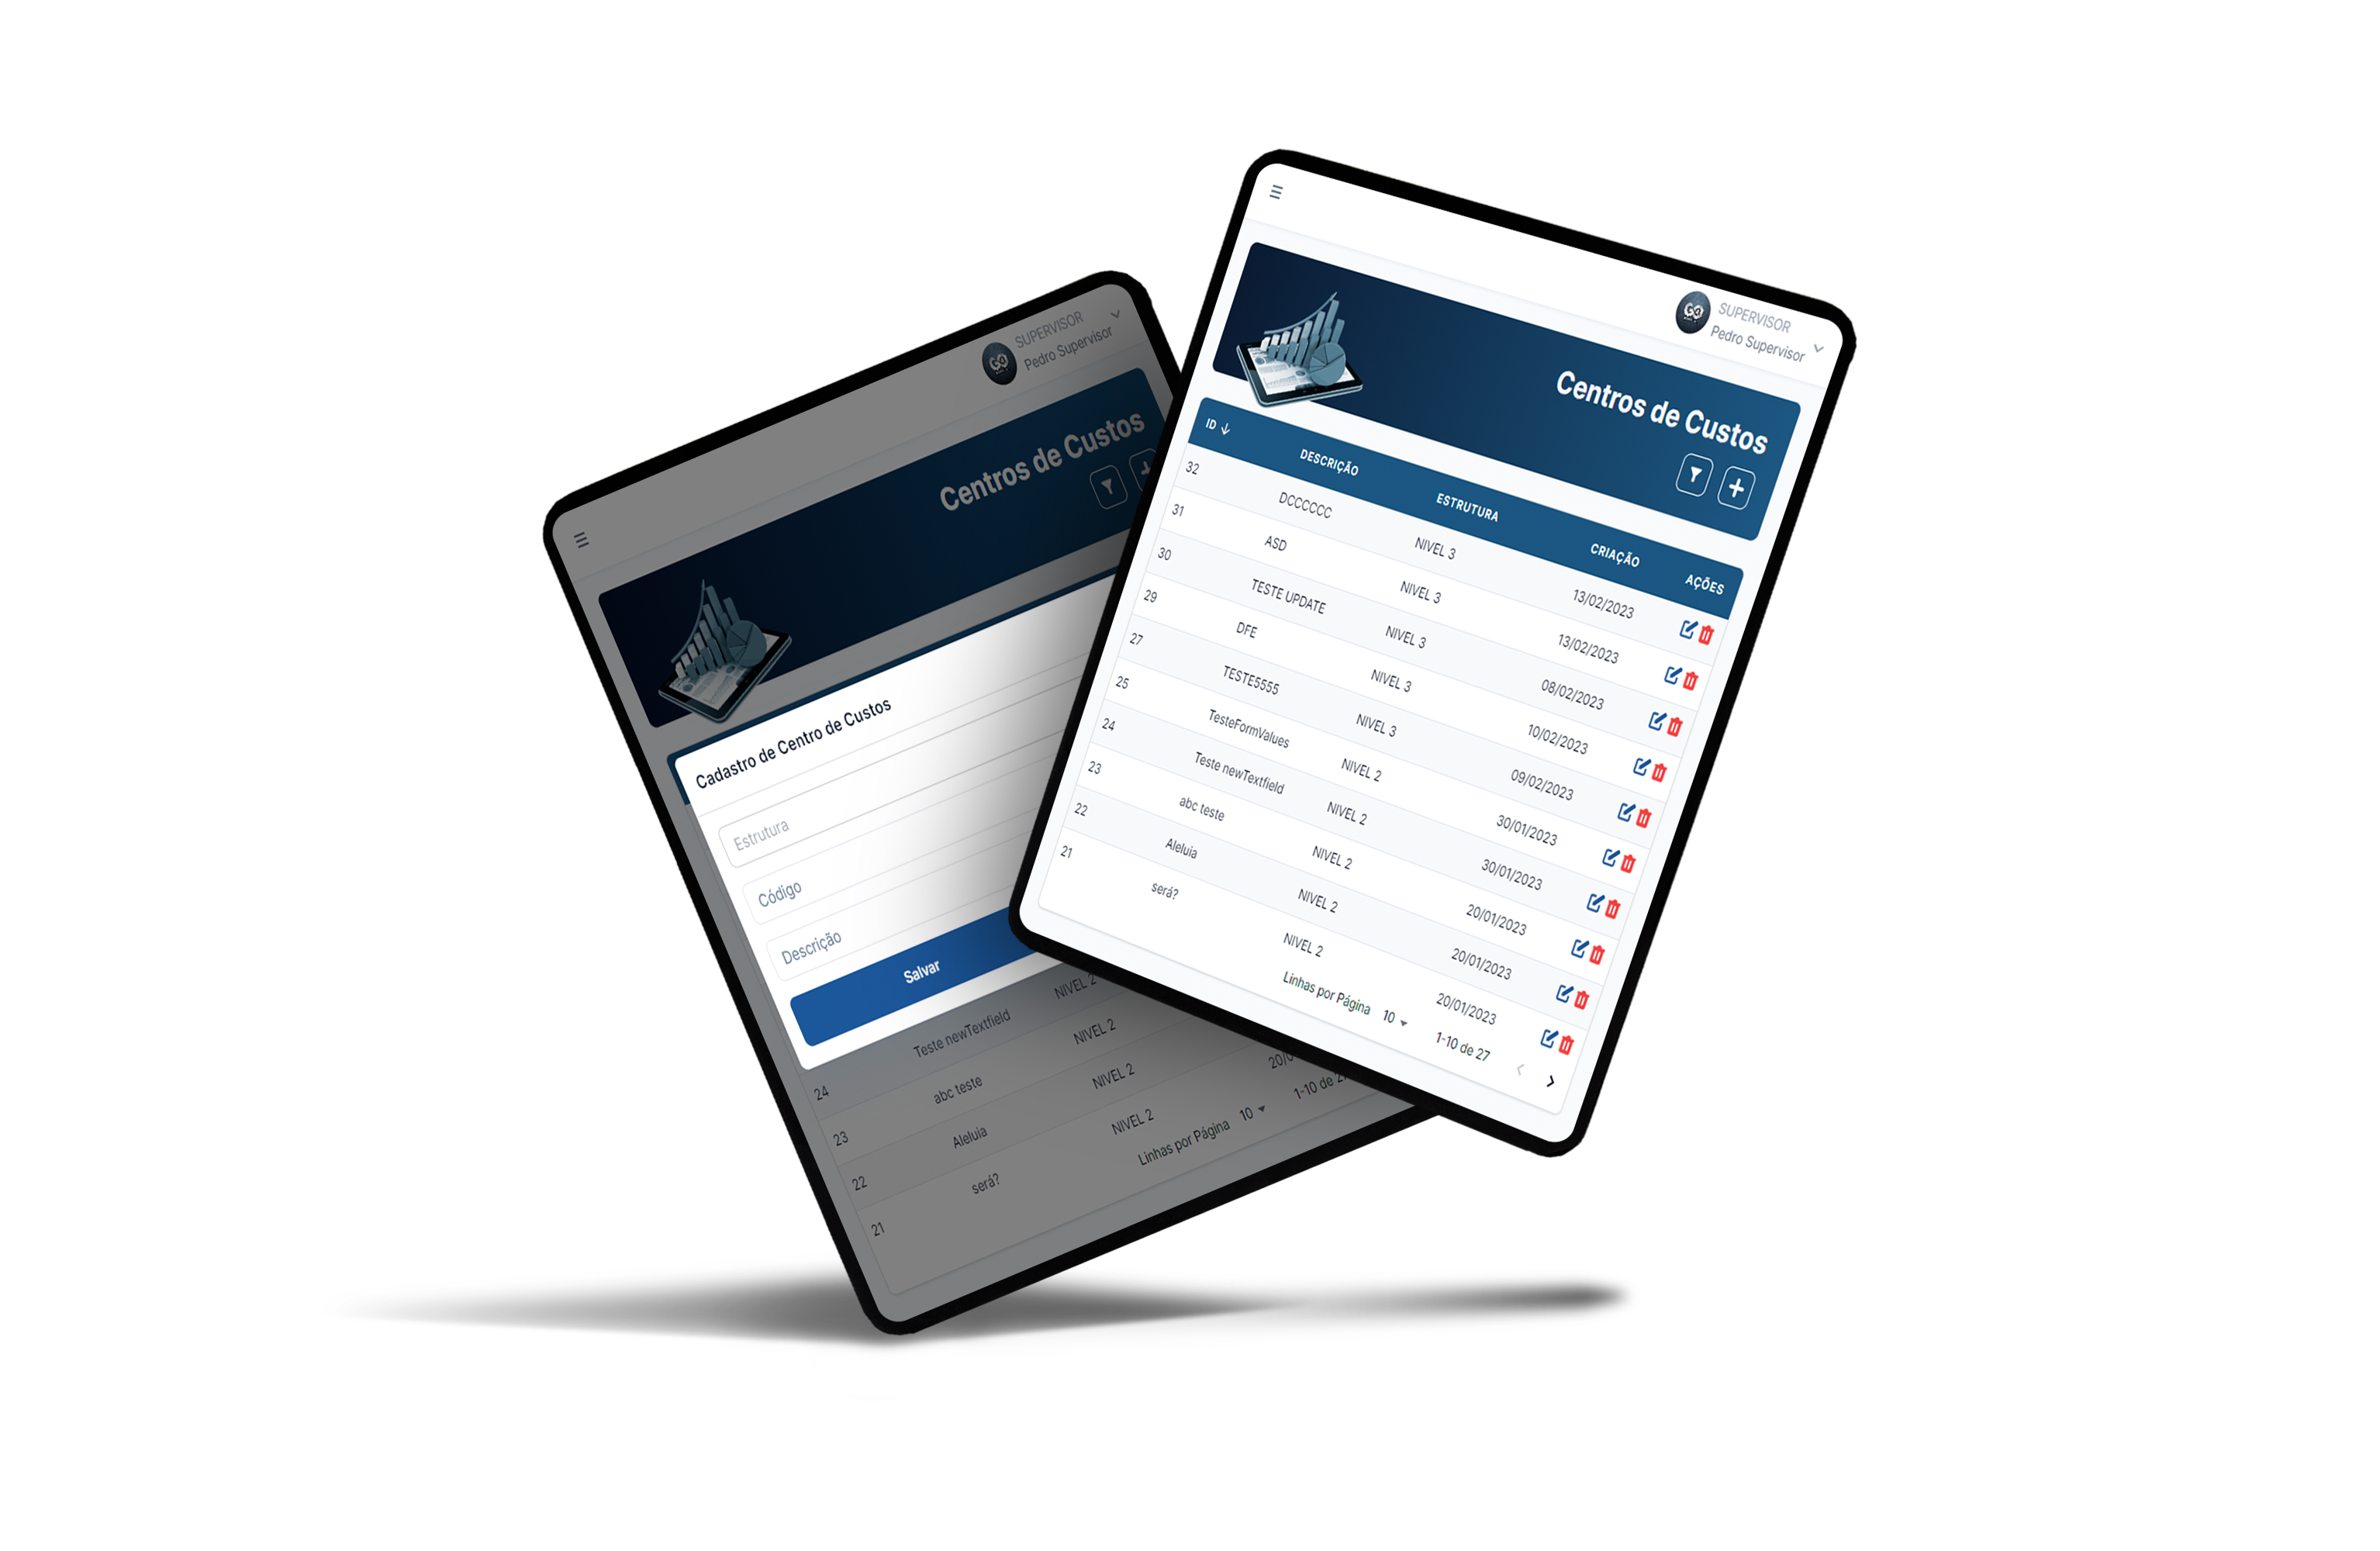 SUPERVISOR
Pedro Supervisor
Centros de Custos
Cadastro de Centro de Custos
Estrutura
Código
Descrição
Salvar
NIVEL 2
24 Teste newTextfield NIVEL 2
23 abc teste NIVEL 2
22 Aleluia NIVEL 2
21 será?
Linhas por Página 10 1-10 de
SUPERVISOR
Pedro Supervisor
Centros de Custos
ID DESCRIÇÃO ESTRUTURA CRIAÇÃO AÇÕES
32 DCCCCCC NIVEL 3 13/02/2023
31 ASD NIVEL 3 13/02/2023
30 TESTE UPDATE NIVEL 3 08/02/2023
29 DFE NIVEL 3 10/02/2023
27 TESTE5555 NIVEL 3 09/02/2023
25 TesteFormValues NIVEL 2 30/01/2023
24 Teste newTextfield NIVEL 2 30/01/2023
23 abc teste NIVEL 2 20/01/2023
22 Aleluia NIVEL 2 20/01/2023
21 será? NIVEL 2 20/01/2023
Linhas por Página 10 1-10 de 27